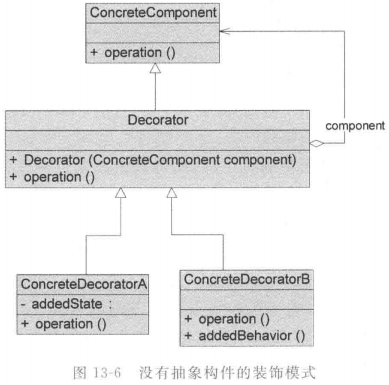 ConcreteComponent
+ operation ()
Decorator
component
+ Decorator (ConcreteComponent component)
+ operation ()
ConcreteDecoratorA
- addedState :
+ operation ()
ConcreteDecoratorB
+ operation ()
+ addedBehavior ()
图 13-6 没有抽象构件的装饰模式